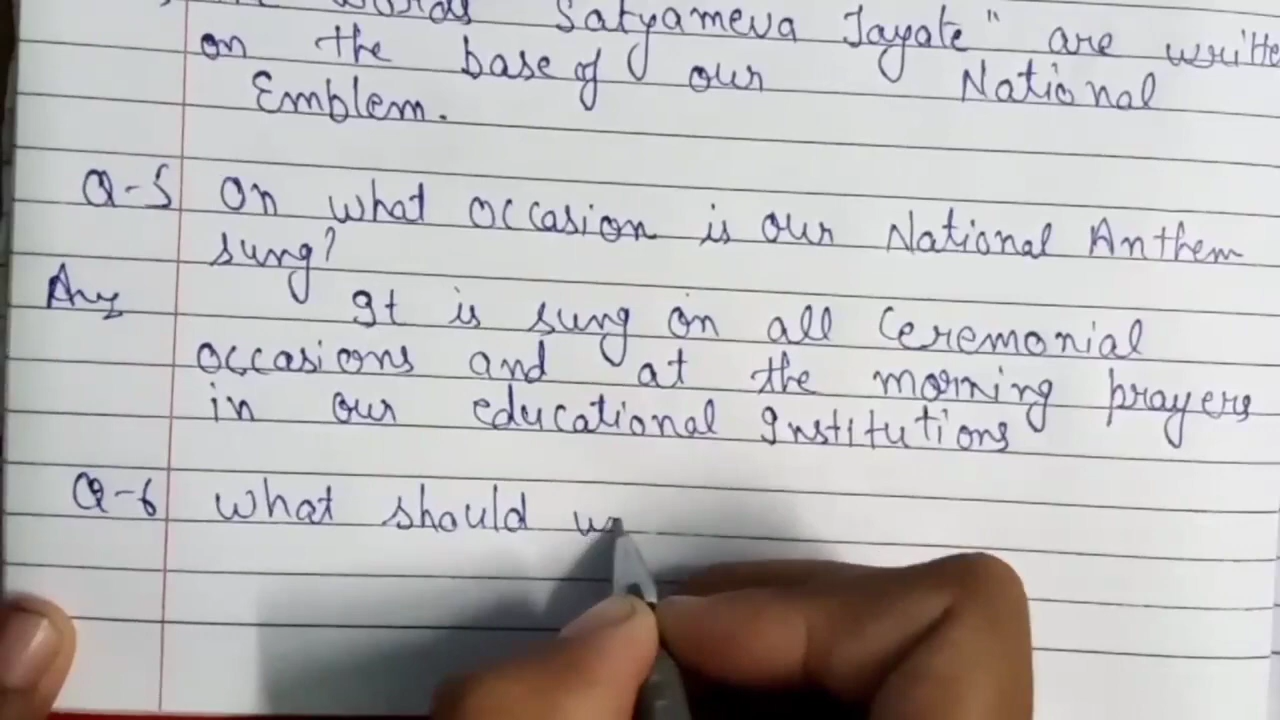 words Satyameva Jayate" are writte
on the base of our National
Emblem.
Q-5 On what occasion is our National Anthem
sung?
Ans It is sung on all Ceremonial
occasions and at the morning prayers
in our educational Institutions
Q-6 What should w